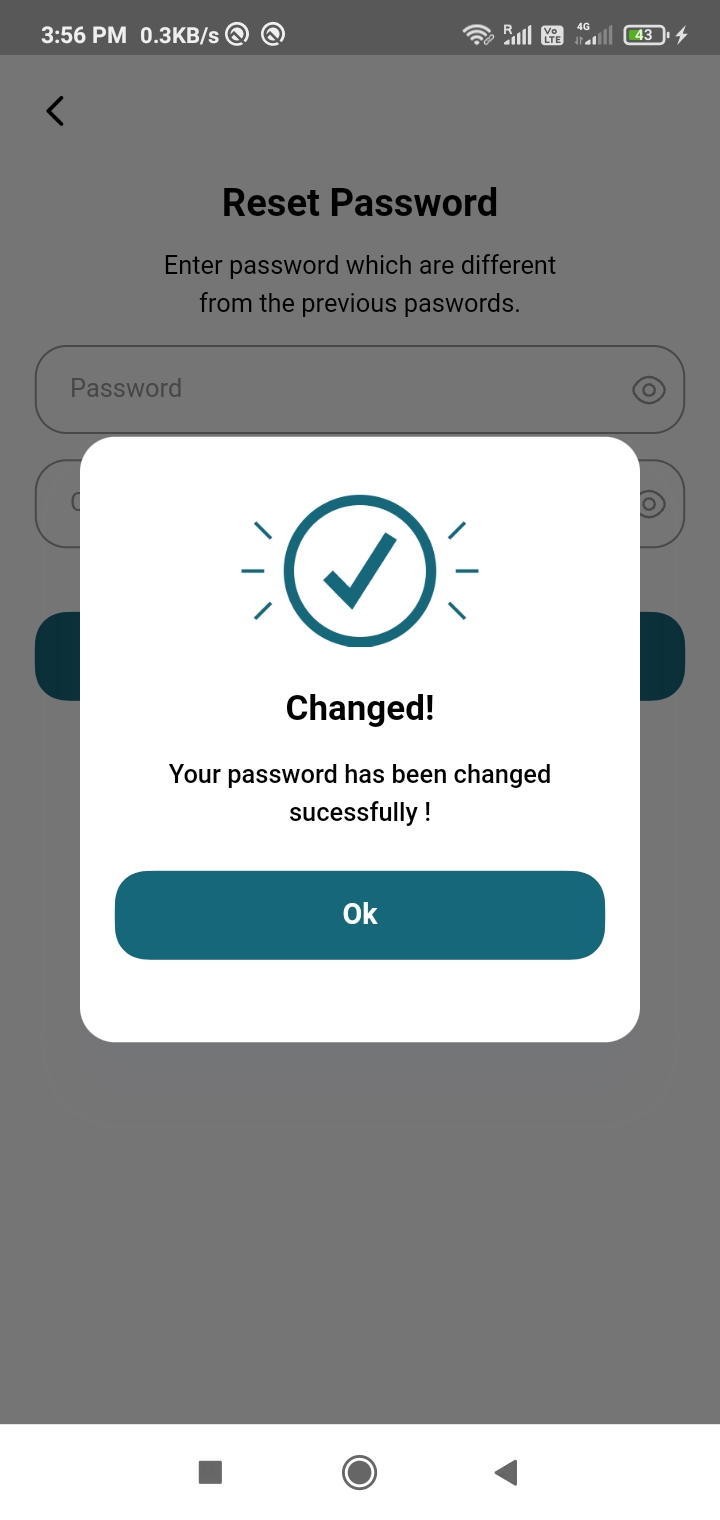 3:56 PM 0.3KB/s R Vo LTE 4G 43
Reset Password
Enter password which are different
from the previous paswords.
Password
Changed!
Your password has been changed
sucessfully !
Ok